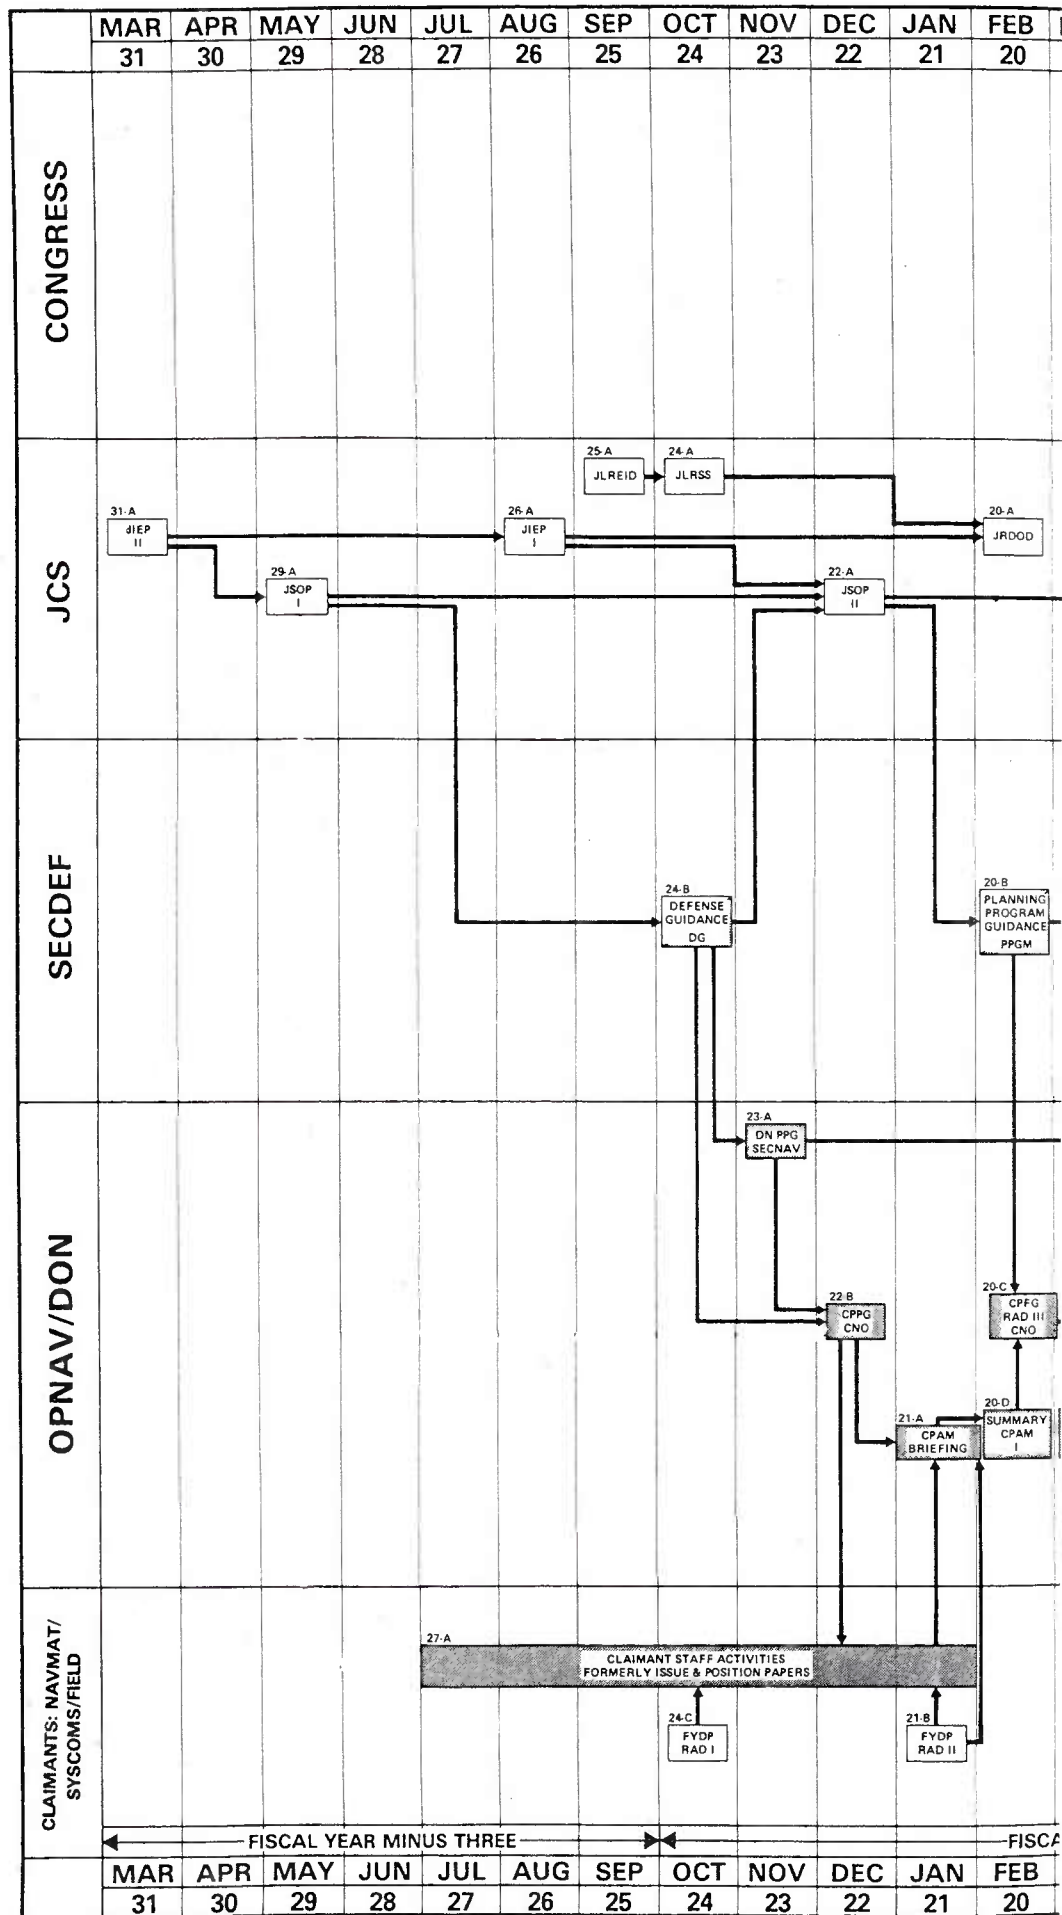 MAR APR MAY JUN JUL AUG SEP OCT NOV DEC JAN FEB
31 30 29 28 27 26 25 24 23 22 21 20
CONGRESS
JCS
25-A
JLREID
24-A
JLRSS
31-A
JIEP
II
26-A
JIEP
I
20-A
JRDOD
29-A
JSOP
I
22-A
JSOP
II
SECDEF
24-B
DEFENSE
GUIDANCE
DG
20-B
PLANNING
PROGRAM
GUIDANCE
PPGM
OPNAV/DON
23-A
DN PPG
SECNAV
22-B
CPPG
CNO
20-C
CPFG
RAD III
CNO
21-A
CPAM
BRIEFING
20-D
SUMMARY
CPAM
I
CLAIMANTS: NAVMAT/
SYSCOMS/FIELD
27-A
CLAIMANT STAFF ACTIVITIES
FORMERLY ISSUE & POSITION PAPERS
24-C
FYDP
RAD I
21-B
FYDP
RAD II
FISCAL YEAR MINUS THREE
FISCA
MAR APR MAY JUN JUL AUG SEP OCT NOV DEC JAN FEB
31 30 29 28 27 26 25 24 23 22 21 20